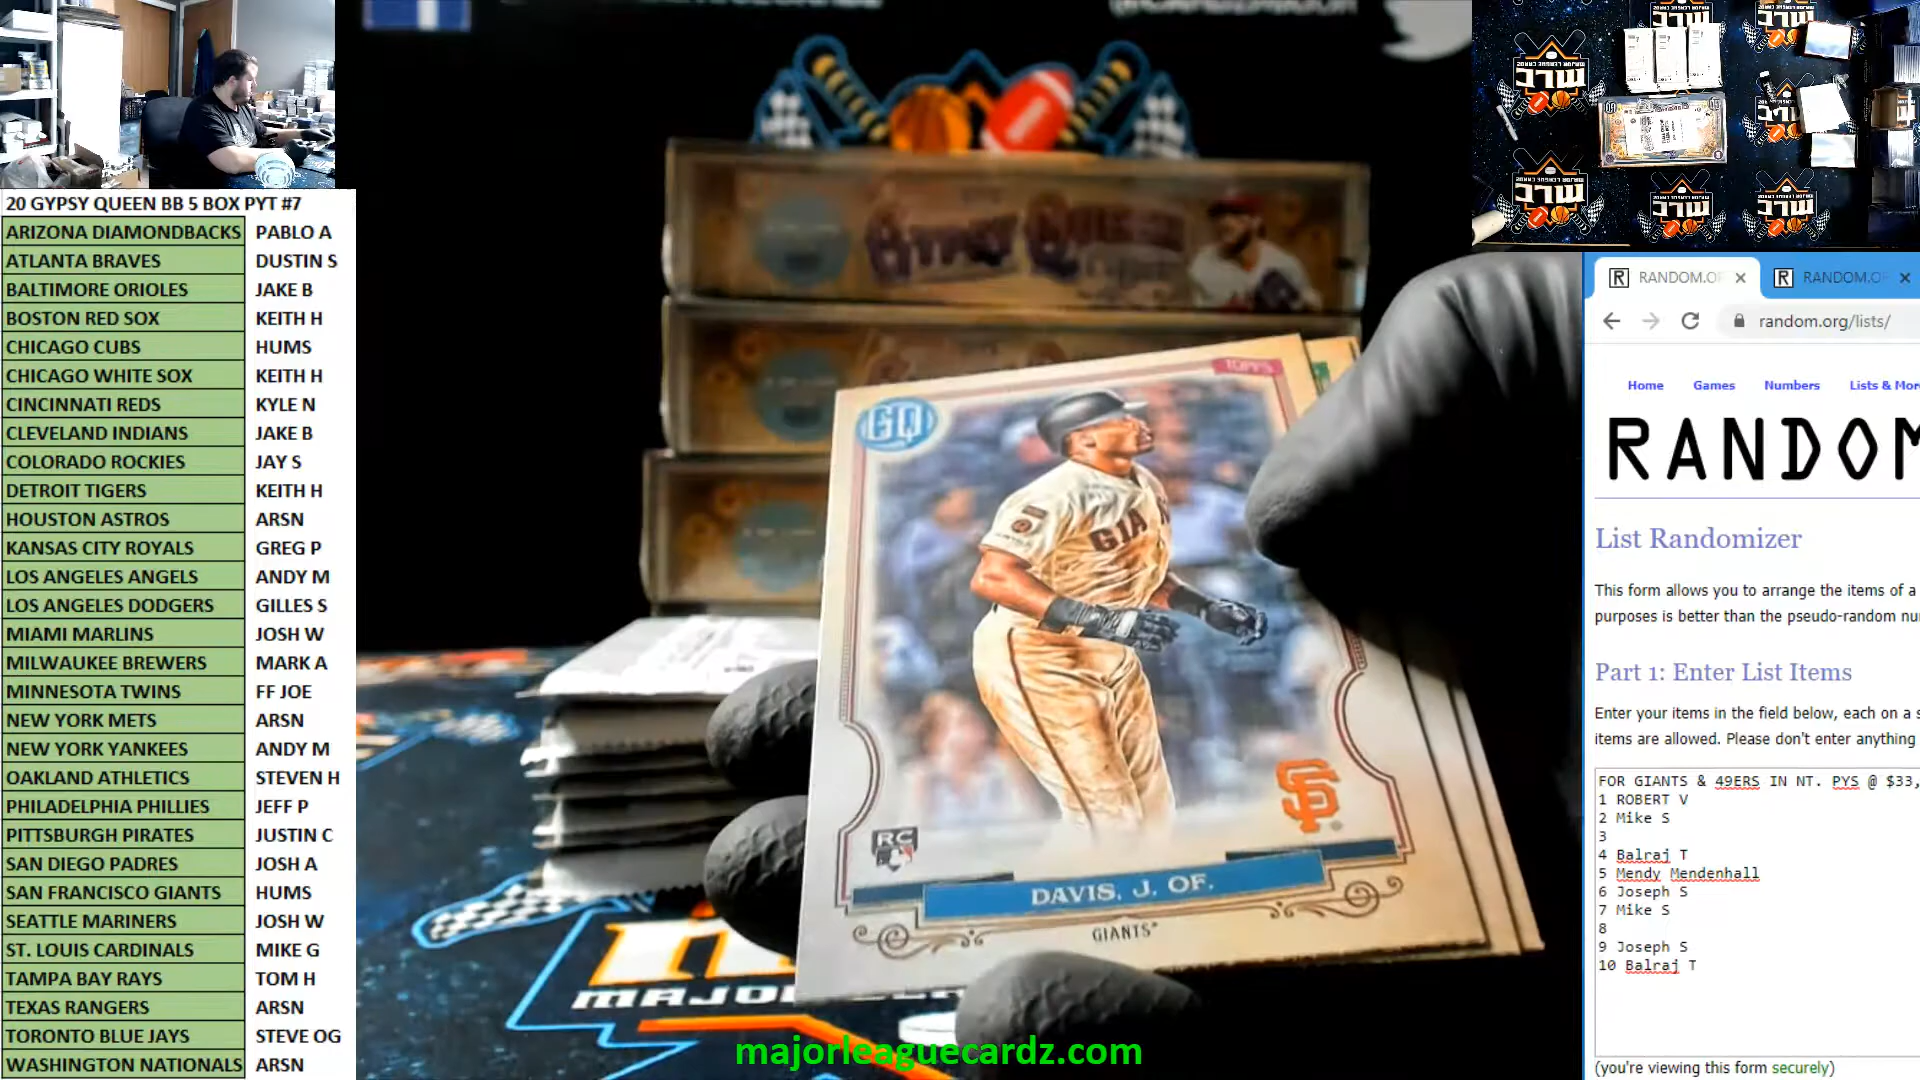 20 GYPSY QUEEN BB 5 BOX PYT #7
ARIZONA DIAMONDBACKS PABLO A
ATLANTA BRAVES DUSTIN S
BALTIMORE ORIOLES JAKE B
BOSTON RED SOX KEITH H
CHICAGO CUBS HUMS
CHICAGO WHITE SOX KEITH H
CINCINNATI REDS KYLE N
CLEVELAND INDIANS JAKE B
COLORADO ROCKIES JAY S
DETROIT TIGERS KEITH H
HOUSTON ASTROS ARSN
KANSAS CITY ROYALS GREG P
LOS ANGELES ANGELS ANDY M
LOS ANGELES DODGERS GILLES S
MIAMI MARLINS JOSH W
MILWAUKEE BREWERS MARK A
MINNESOTA TWINS FF JOE
NEW YORK METS ARSN
NEW YORK YANKEES ANDY M
OAKLAND ATHLETICS STEVEN H
PHILADELPHIA PHILLIES JEFF P
PITTSBURGH PIRATES JUSTIN C
SAN DIEGO PADRES JOSH A
SAN FRANCISCO GIANTS HUMS
SEATTLE MARINERS JOSH W
ST. LOUIS CARDINALS MIKE G
TAMPA BAY RAYS TOM H
TEXAS RANGERS ARSN
TORONTO BLUE JAYS STEVE OG
WASHINGTON NATIONALS ARSN
TOPPS
GQ
GIA
SF
RC
DAVIS, J. OF.
GIANTS
MAJO
majorleaguecardz.com
RANDOM.O RANDOM.O
random.org/lists/
Home Games Numbers Lists & Mor
RANDOM
List Randomizer
This form allows you to arrange the items of a
purposes is better than the pseudo-random nu
Part 1: Enter List Items
Enter your items in the field below, each on a s
items are allowed. Please don't enter anything
FOR GIANTS & 49ERS IN NT. PYS @ $33,
1 ROBERT V
2 Mike S
3
4 Balraj T
5 Mendy Mendenhall
6 Joseph S
7 Mike S
8
9 Joseph S
10 Balraj T
(you're viewing this form securely)